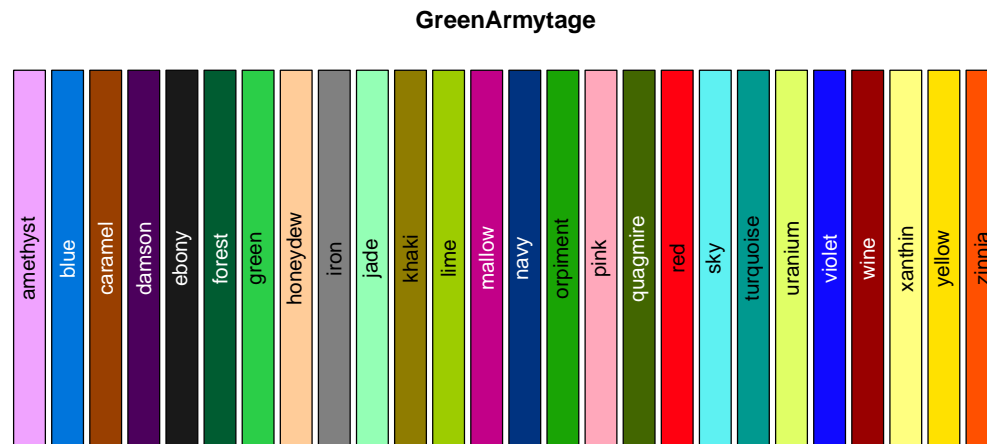 GreenArmytage
amethyst
blue
caramel
damson
ebony
forest
green
honeydew
iron
jade
khaki
lime
mallow
navy
orpiment
pink
quagmire
red
sky
turquoise
uranium
violet
wine
xanthin
yellow
zinnia